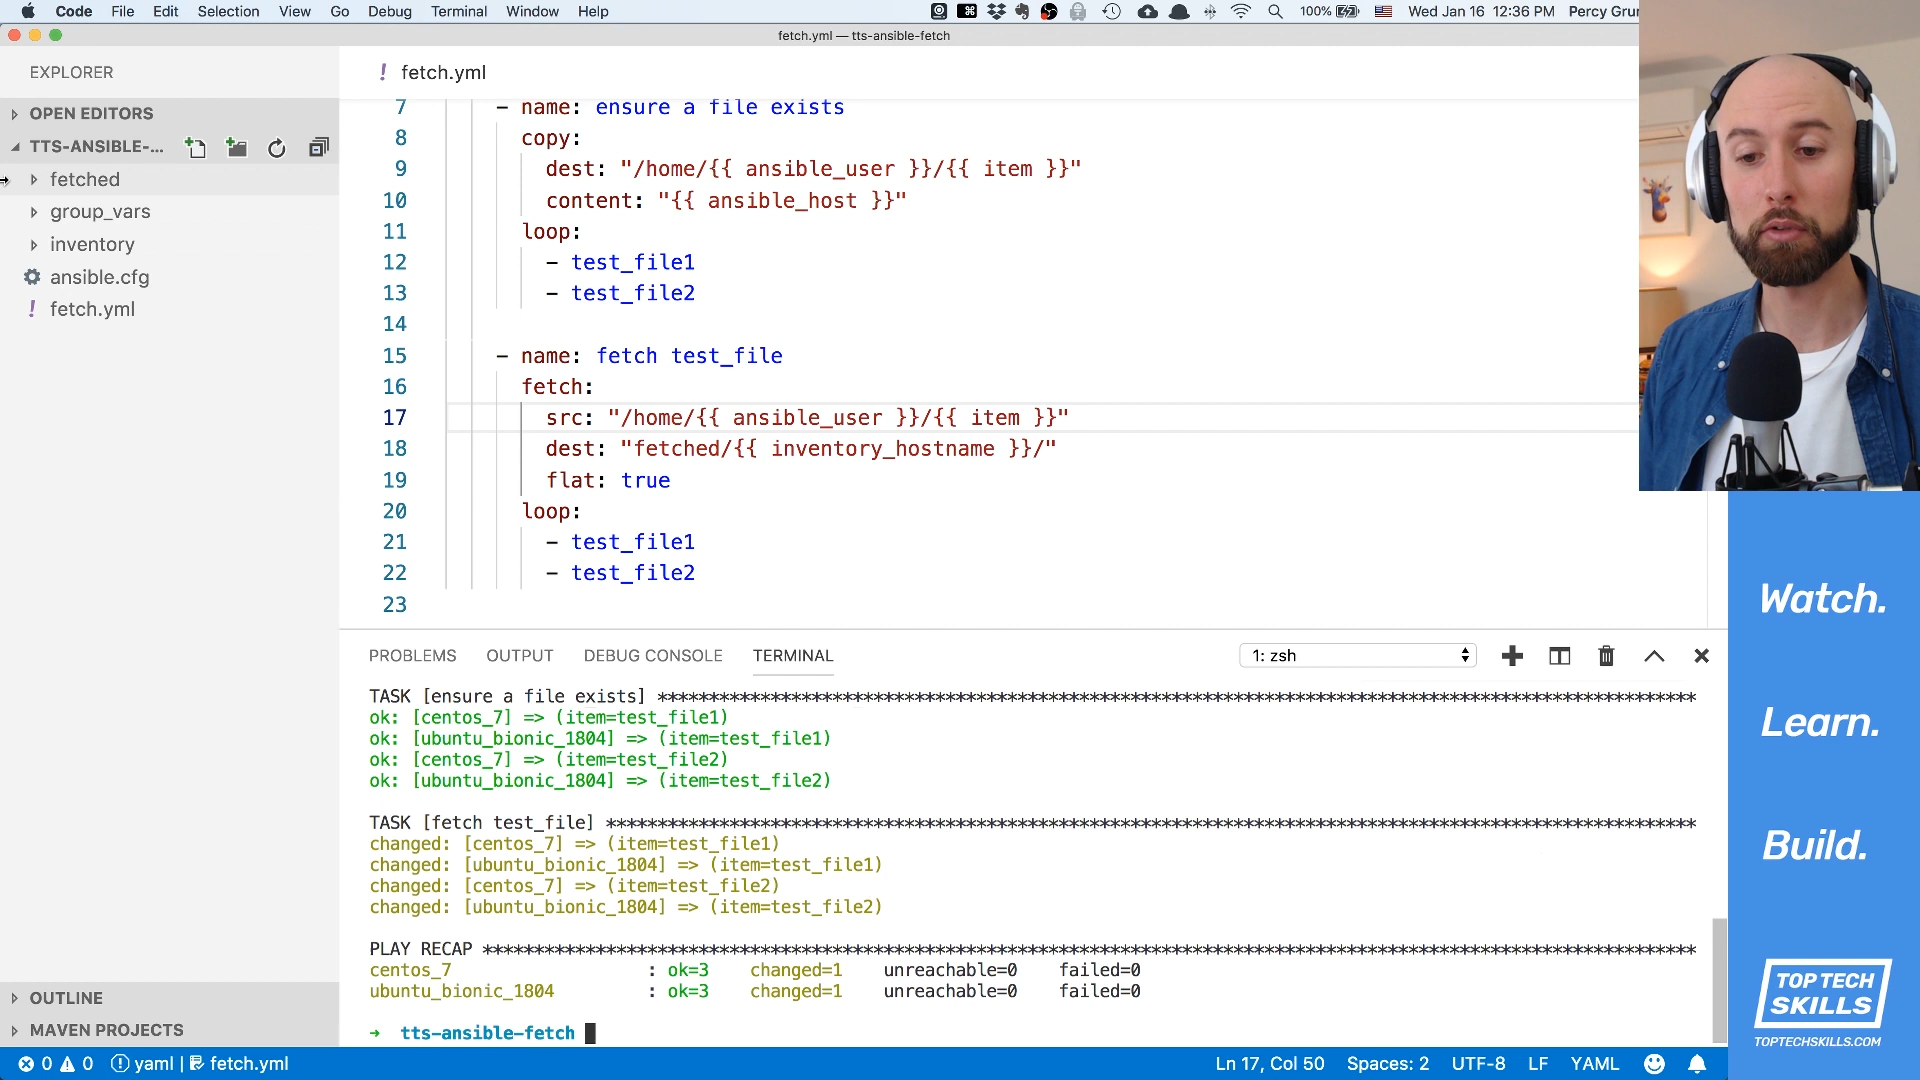 Code File Edit Selection View Go Debug Terminal Window Help 100% Wed Jan 16 12:36 PM Percy Gru
fetch.yml — tts-ansible-fetch
EXPLORER
OPEN EDITORS
TTS-ANSIBLE-...
fetched
group_vars
inventory
ansible.cfg
! fetch.yml
OUTLINE
MAVEN PROJECTS
! fetch.yml
7 - name: ensure a file exists
8 copy:
9 dest: "/home/{{ ansible_user }}/{{ item }}"
10 content: "{{ ansible_host }}"
11 loop:
12 - test_file1
13 - test_file2
14
15 - name: fetch test_file
16 fetch:
17 src: "/home/{{ ansible_user }}/{{ item }}"
18 dest: "fetched/{{ inventory_hostname }}/"
19 flat: true
20 loop:
21 - test_file1
22 - test_file2
23
PROBLEMS OUTPUT DEBUG CONSOLE TERMINAL 1: zsh
TASK [ensure a file exists] *****************************************************************************************************
ok: [centos_7] => (item=test_file1)
ok: [ubuntu_bionic_1804] => (item=test_file1)
ok: [centos_7] => (item=test_file2)
ok: [ubuntu_bionic_1804] => (item=test_file2)
TASK [fetch test_file] **********************************************************************************************************
changed: [centos_7] => (item=test_file1)
changed: [ubuntu_bionic_1804] => (item=test_file1)
changed: [centos_7] => (item=test_file2)
changed: [ubuntu_bionic_1804] => (item=test_file2)
PLAY RECAP **********************************************************************************************************************
centos_7 : ok=3 changed=1 unreachable=0 failed=0
ubuntu_bionic_1804 : ok=3 changed=1 unreachable=0 failed=0
→ tts-ansible-fetch
0 0 yaml | fetch.yml Ln 17, Col 50 Spaces: 2 UTF-8 LF YAML
Watch.
Learn.
Build.
TOP TECH
SKILLS
TOPTECHSKILLS.COM